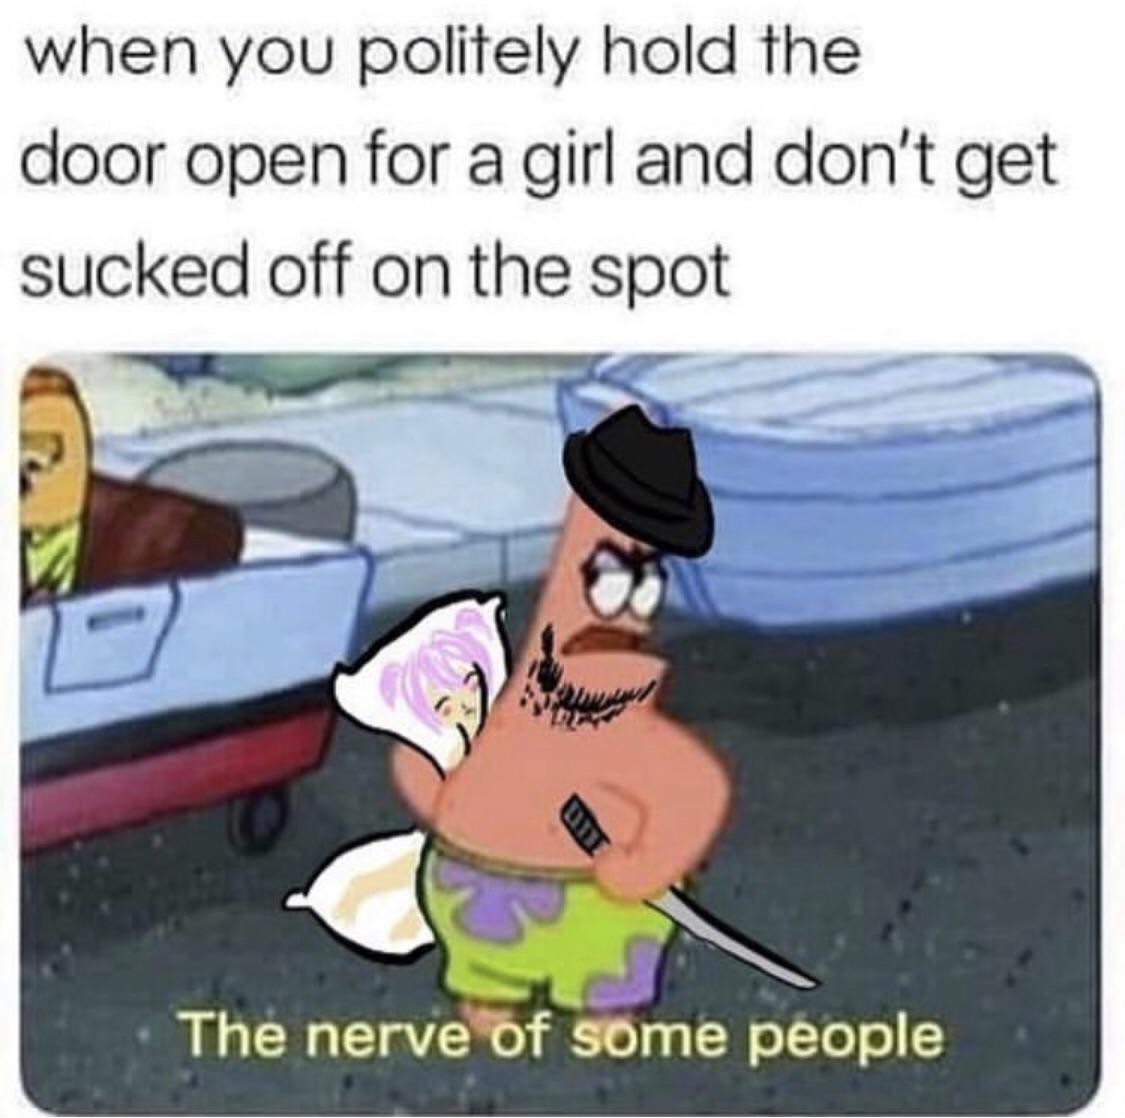 when you politely hold the
door open for a girl and don't get
sucked off on the spot
The nerve of some people